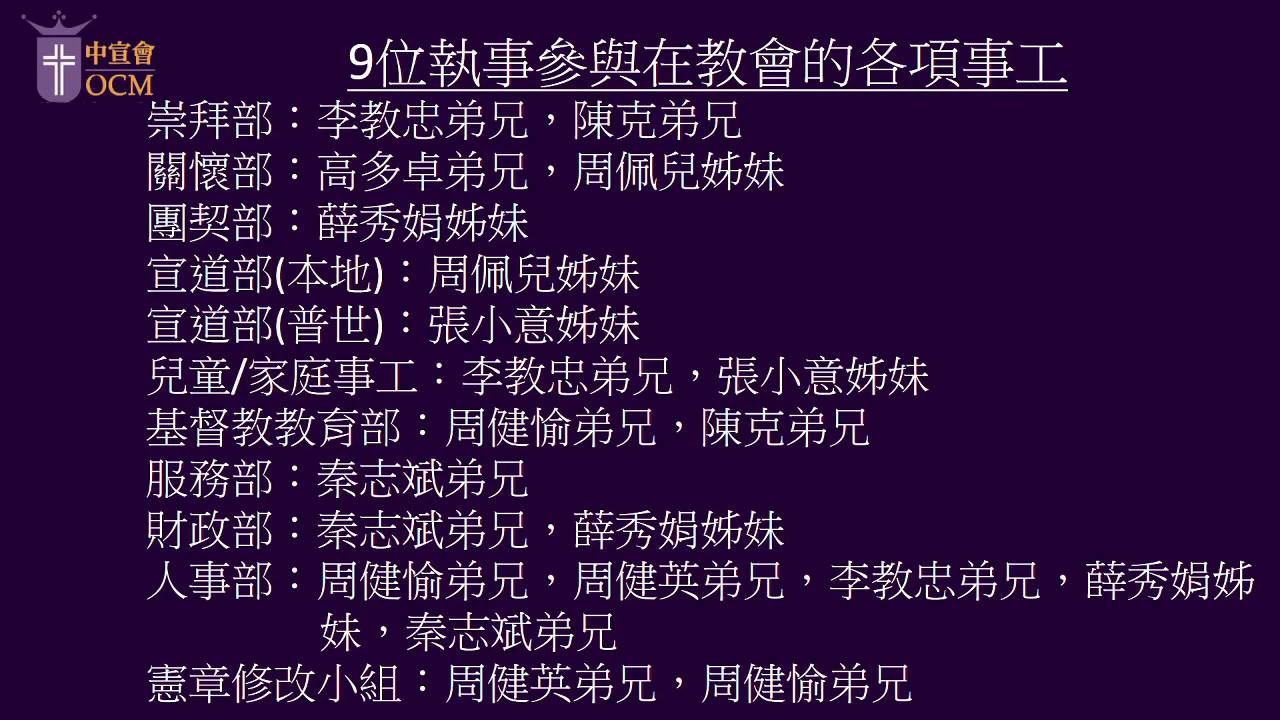 中宣會
OCM
9位執事參與在教會的各項事工
崇拜部：李教忠弟兄，陳克弟兄
關懷部：高多卓弟兄，周佩兒姊妹
團契部：薛秀娟姊妹
宣道部(本地)：周佩兒姊妹
宣道部(普世)：張小意姊妹
兒童/家庭事工：李教忠弟兄，張小意姊妹
基督教教育部：周健愉弟兄，陳克弟兄
服務部：秦志斌弟兄
財政部：秦志斌弟兄，薛秀娟姊妹
人事部：周健愉弟兄，周健英弟兄，李教忠弟兄，薛秀娟姊
妹，秦志斌弟兄
憲章修改小組：周健英弟兄，周健愉弟兄